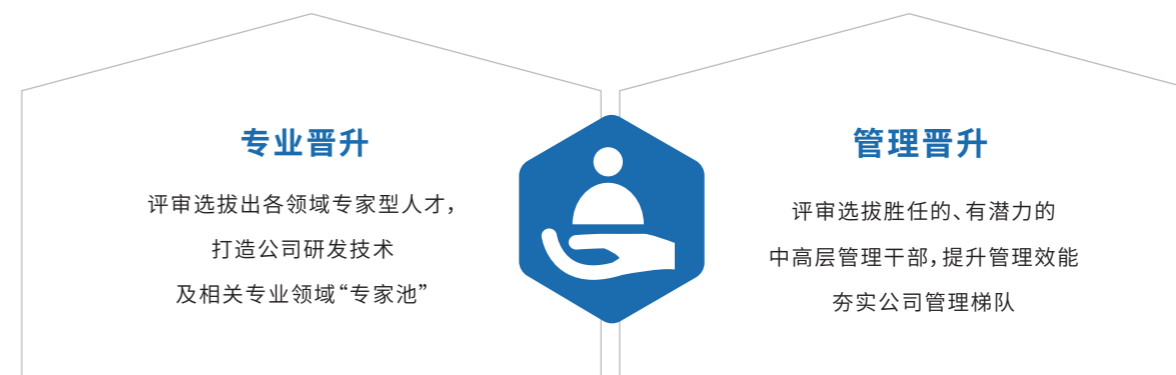 专业晋升
评审选拔出各领域专家型人才，
打造公司研发技术
及相关专业领域“专家池”
管理晋升
评审选拔胜任的、有潜力的
中高层管理干部，提升管理效能
夯实公司管理梯队